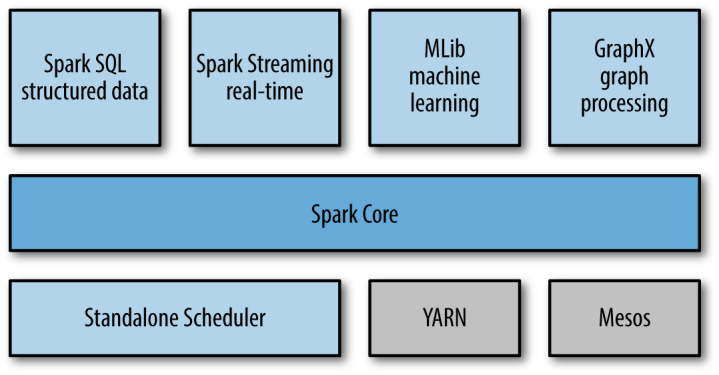 Spark SQL
structured data
Spark Streaming
real-time
MLib
machine
learning
GraphX
graph
processing
Spark Core
Standalone Scheduler
YARN
Mesos